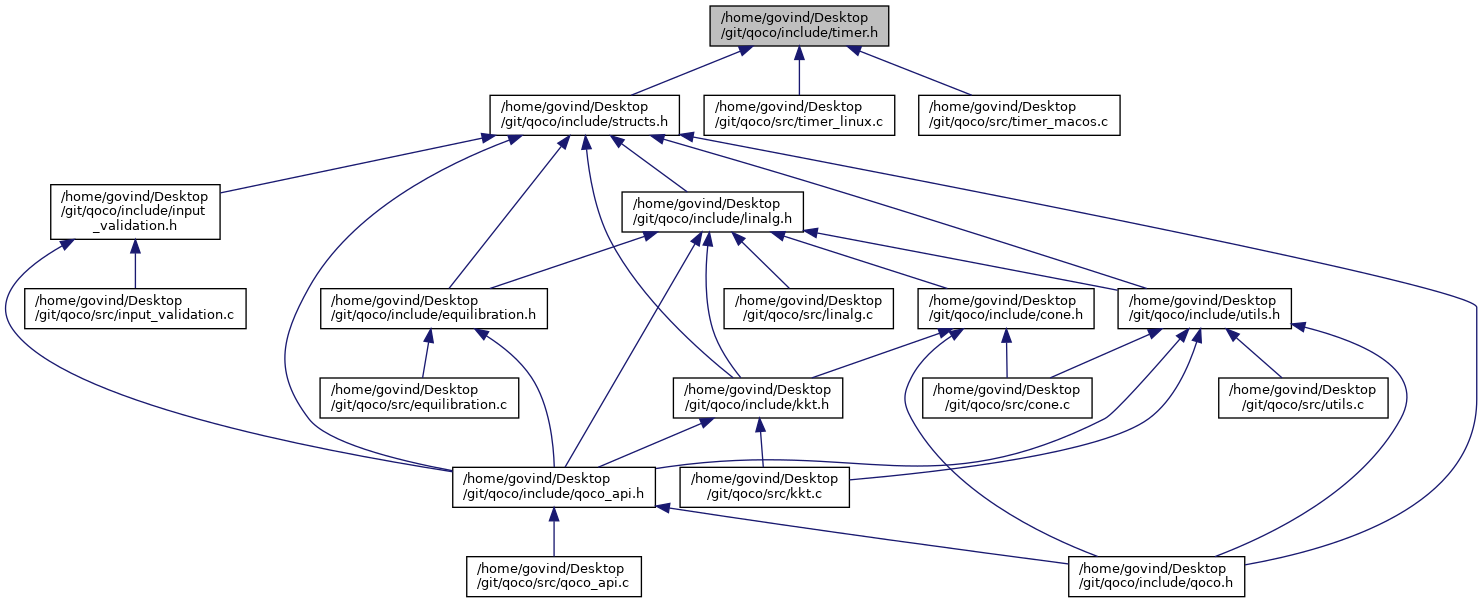 /home/govind/Desktop
/git/qoco/include/timer.h
/home/govind/Desktop
/git/qoco/include/structs.h
/home/govind/Desktop
/git/qoco/src/timer_linux.c
/home/govind/Desktop
/git/qoco/src/timer_macos.c
/home/govind/Desktop
/git/qoco/include/input
_validation.h
/home/govind/Desktop
/git/qoco/include/linalg.h
/home/govind/Desktop
/git/qoco/src/input_validation.c
/home/govind/Desktop
/git/qoco/include/equilibration.h
/home/govind/Desktop
/git/qoco/src/linalg.c
/home/govind/Desktop
/git/qoco/include/cone.h
/home/govind/Desktop
/git/qoco/include/utils.h
/home/govind/Desktop
/git/qoco/src/equilibration.c
/home/govind/Desktop
/git/qoco/include/kkt.h
/home/govind/Desktop
/git/qoco/src/cone.c
/home/govind/Desktop
/git/qoco/src/utils.c
/home/govind/Desktop
/git/qoco/include/qoco_api.h
/home/govind/Desktop
/git/qoco/src/kkt.c
/home/govind/Desktop
/git/qoco/src/qoco_api.c
/home/govind/Desktop
/git/qoco/include/qoco.h